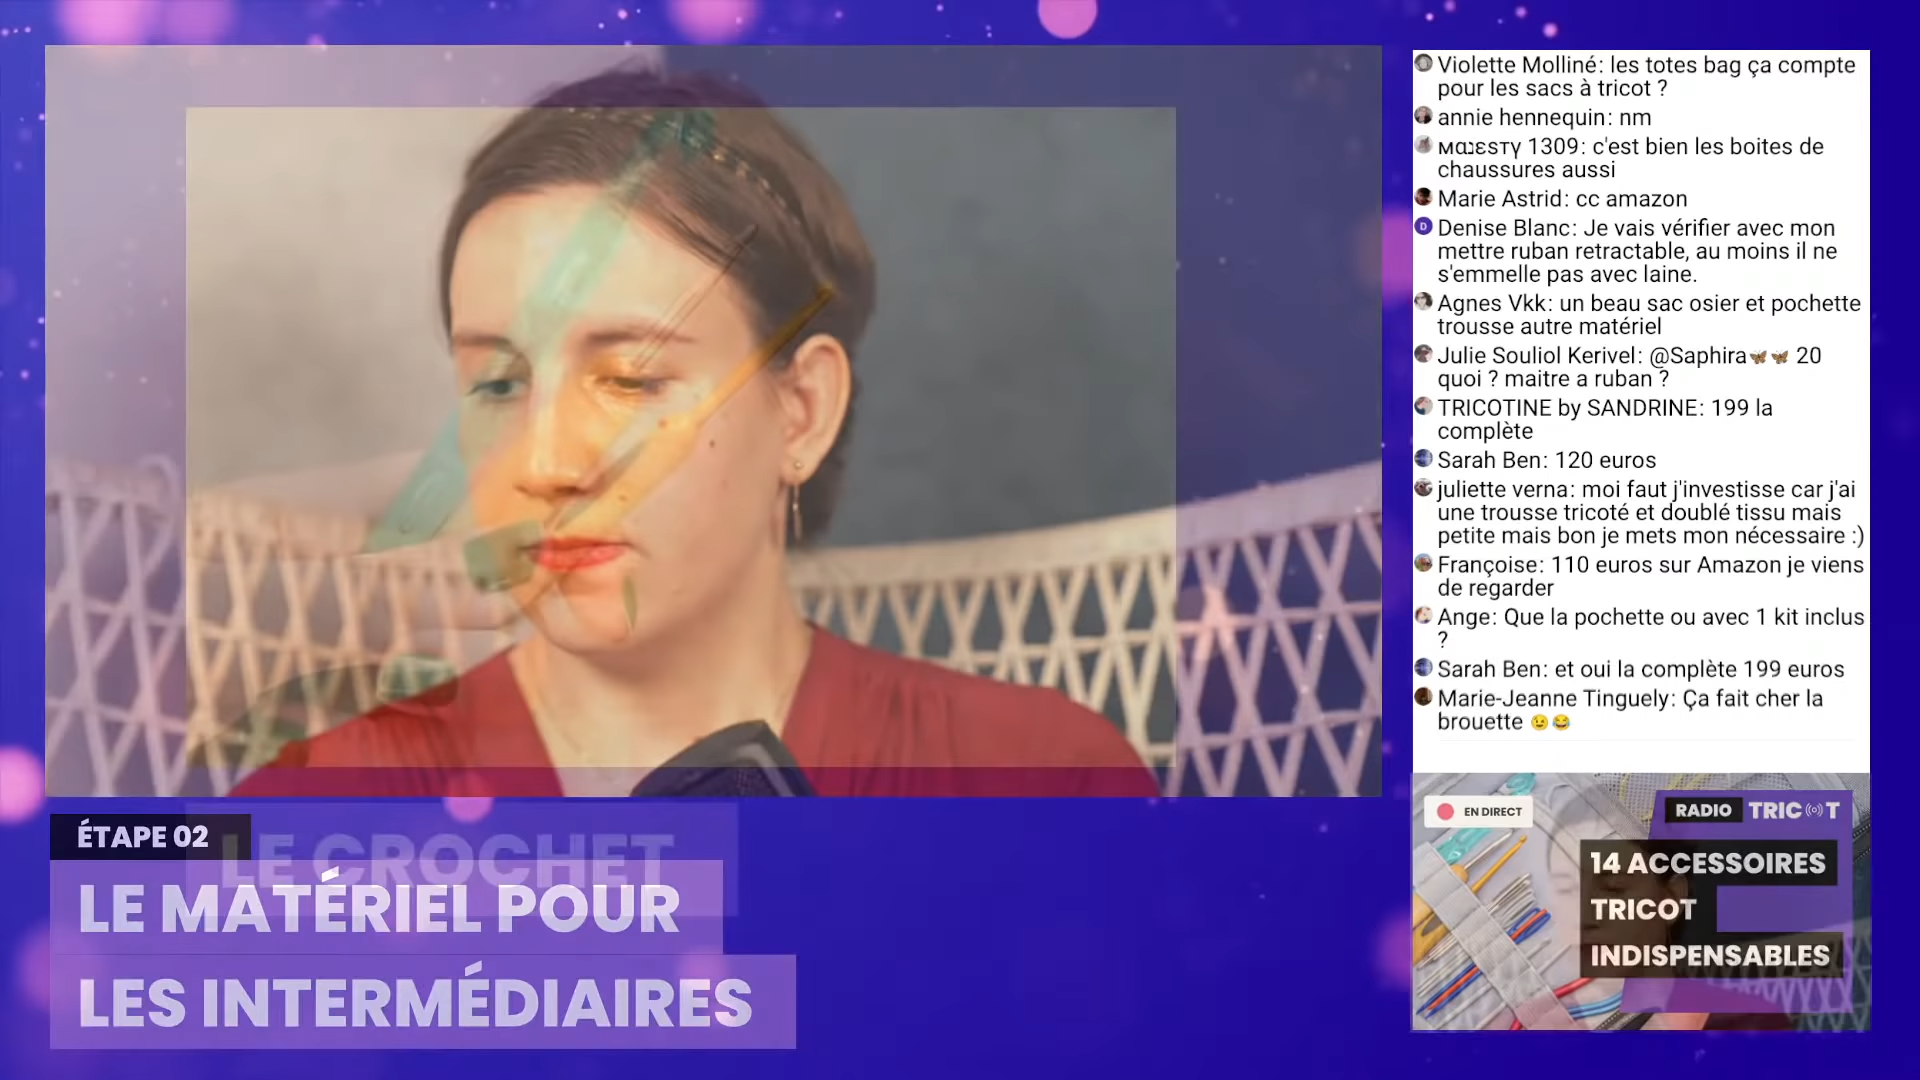 Violette Molliné: les totes bag ça compte
pour les sacs à tricot ?
annie hennequin: nm
мαנεѕтү 1309: c'est bien les boites de
chaussures aussi
Marie Astrid: cc amazon
D Denise Blanc: Je vais vérifier avec mon
mettre ruban retractable, au moins il ne
s'emmelle pas avec laine.
Agnes Vkk: un beau sac osier et pochette
trousse autre matériel
Julie Souliol Kerivel: @Saphira🦋🦋 20
quoi ? maitre a ruban ?
TRICOTINE by SANDRINE: 199 la
complète
Sarah Ben: 120 euros
juliette verna: moi faut j'investisse car j'ai
une trousse tricoté et doublé tissu mais
petite mais bon je mets mon nécessaire :)
Françoise: 110 euros sur Amazon je viens
de regarder
Ange: Que la pochette ou avec 1 kit inclus
?
Sarah Ben: et oui la complète 199 euros
Marie-Jeanne Tinguely: Ça fait cher la
brouette 😉😂
EN DIRECT
RADIO TRICOT
14 ACCESSOIRES
TRICOT
INDISPENSABLES
ÉTAPE 02
LE CROCHET
LE MATÉRIEL POUR
LES INTERMÉDIAIRES